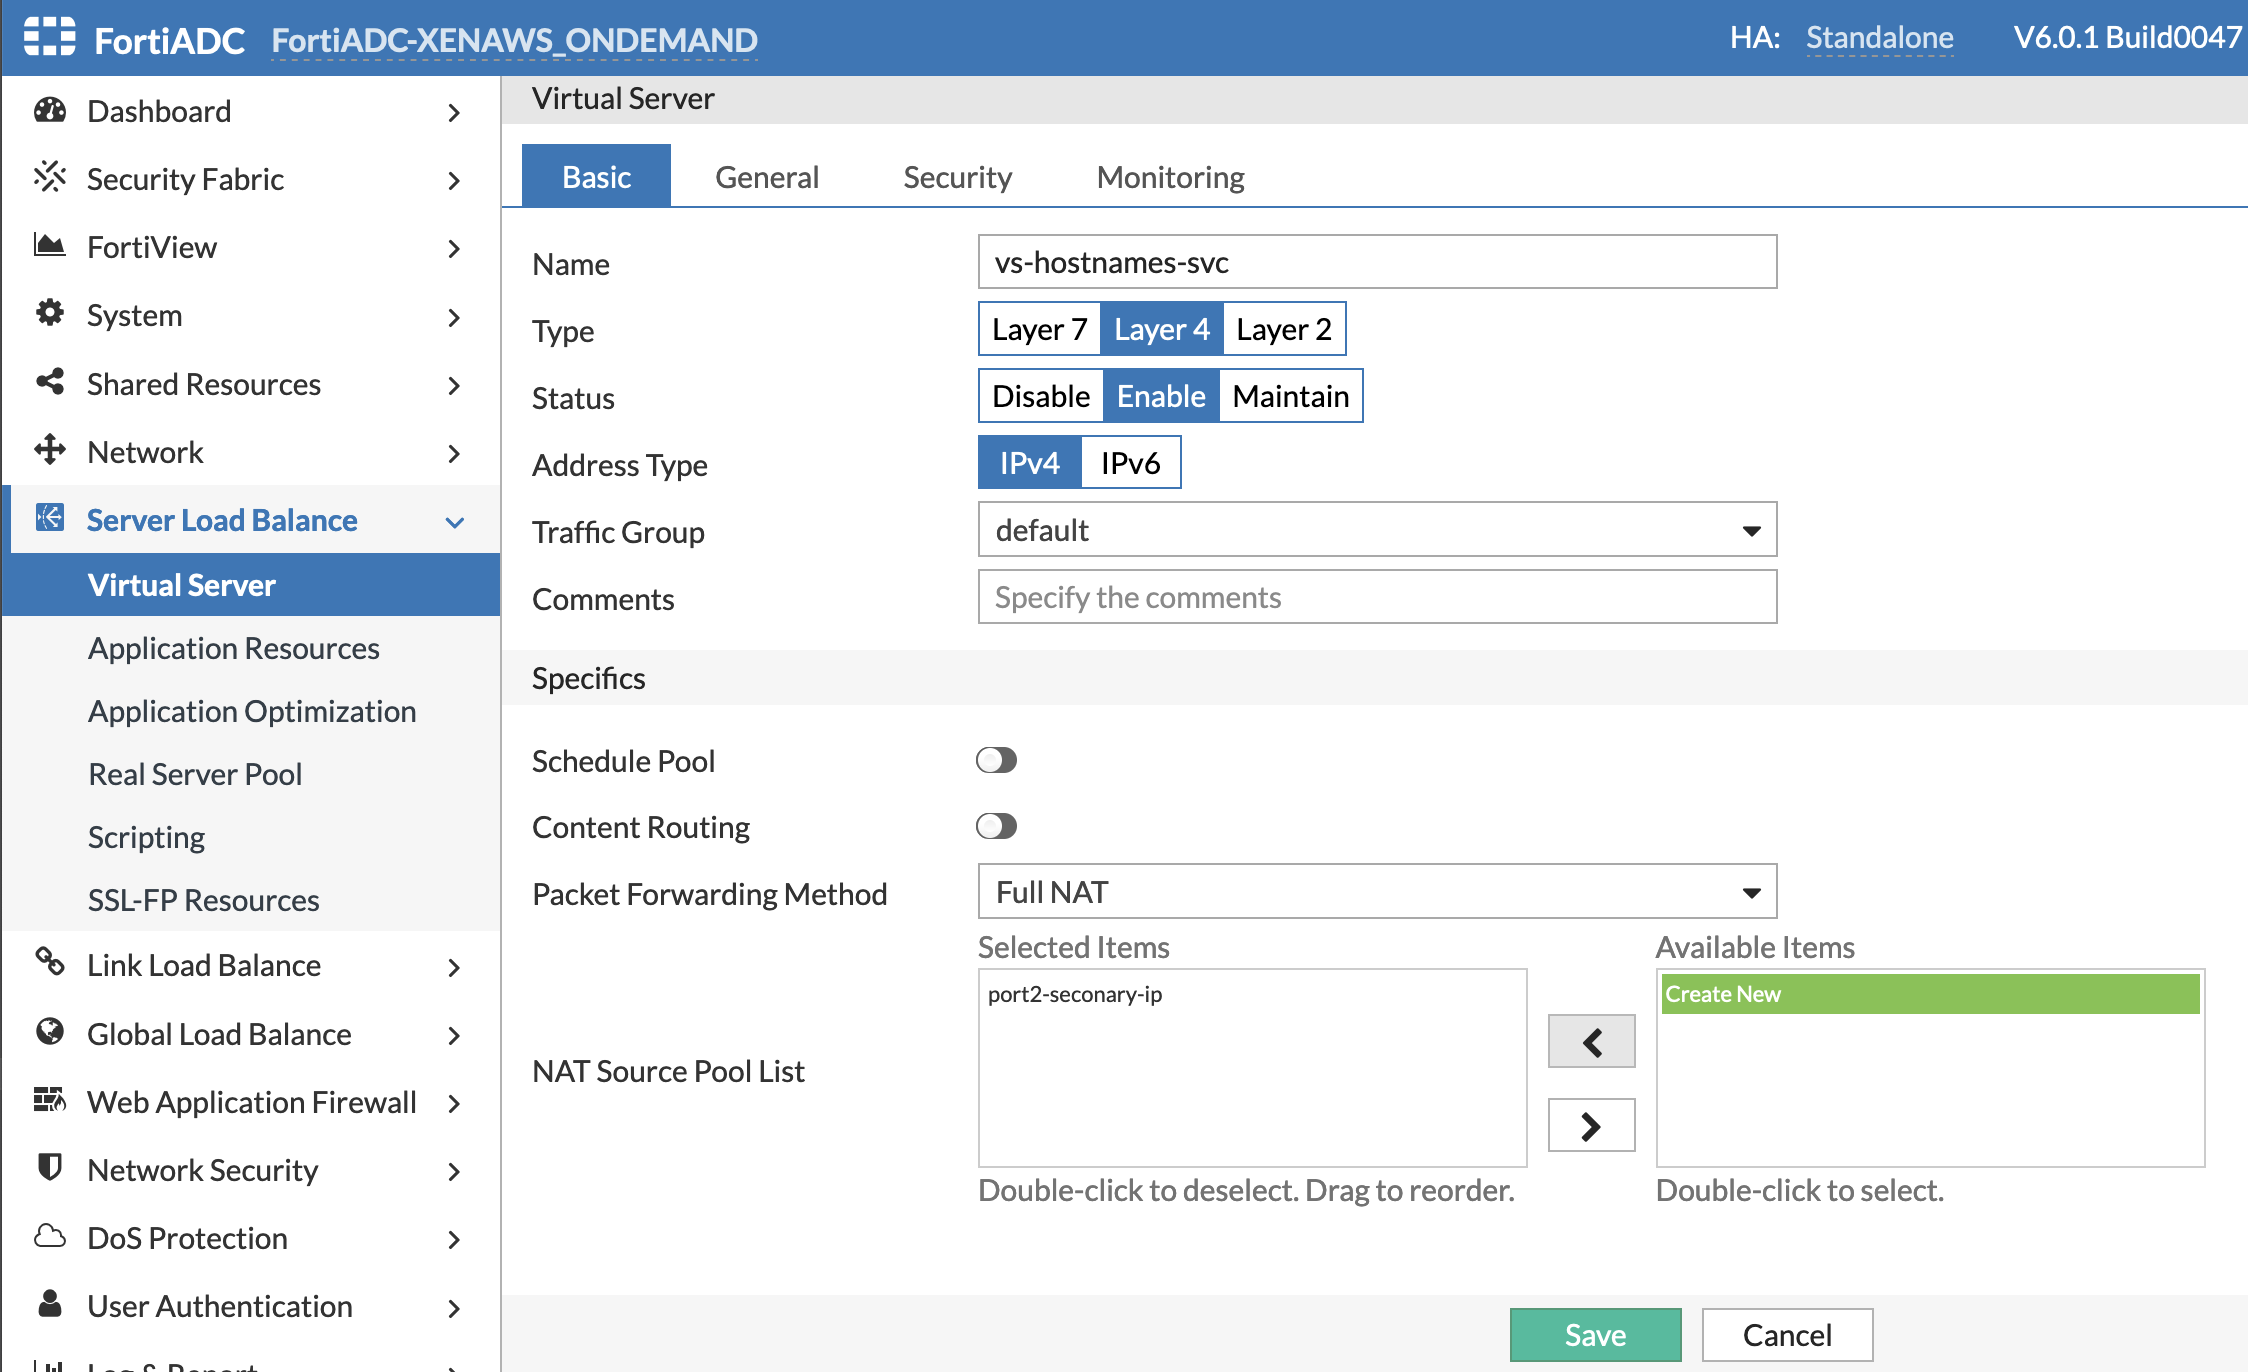 FortiADC FortiADC-XENAWS_ONDEMAND HA: Standalone V6.0.1 Build0047
Dashboard
Security Fabric
FortiView
System
Shared Resources
Network
Server Load Balance
Virtual Server
Application Resources
Application Optimization
Real Server Pool
Scripting
SSL-FP Resources
Link Load Balance
Global Load Balance
Web Application Firewall
Network Security
DoS Protection
User Authentication
Log & Report
Virtual Server
Basic General Security Monitoring
Name vs-hostnames-svc
Type Layer 7 Layer 4 Layer 2
Status Disable Enable Maintain
Address Type IPv4 IPv6
Traffic Group default
Comments Specify the comments
Specifics
Schedule Pool
Content Routing
Packet Forwarding Method Full NAT
Selected Items Available Items
port2-seconary-ip Create New
NAT Source Pool List
Double-click to deselect. Drag to reorder. Double-click to select.
Save Cancel